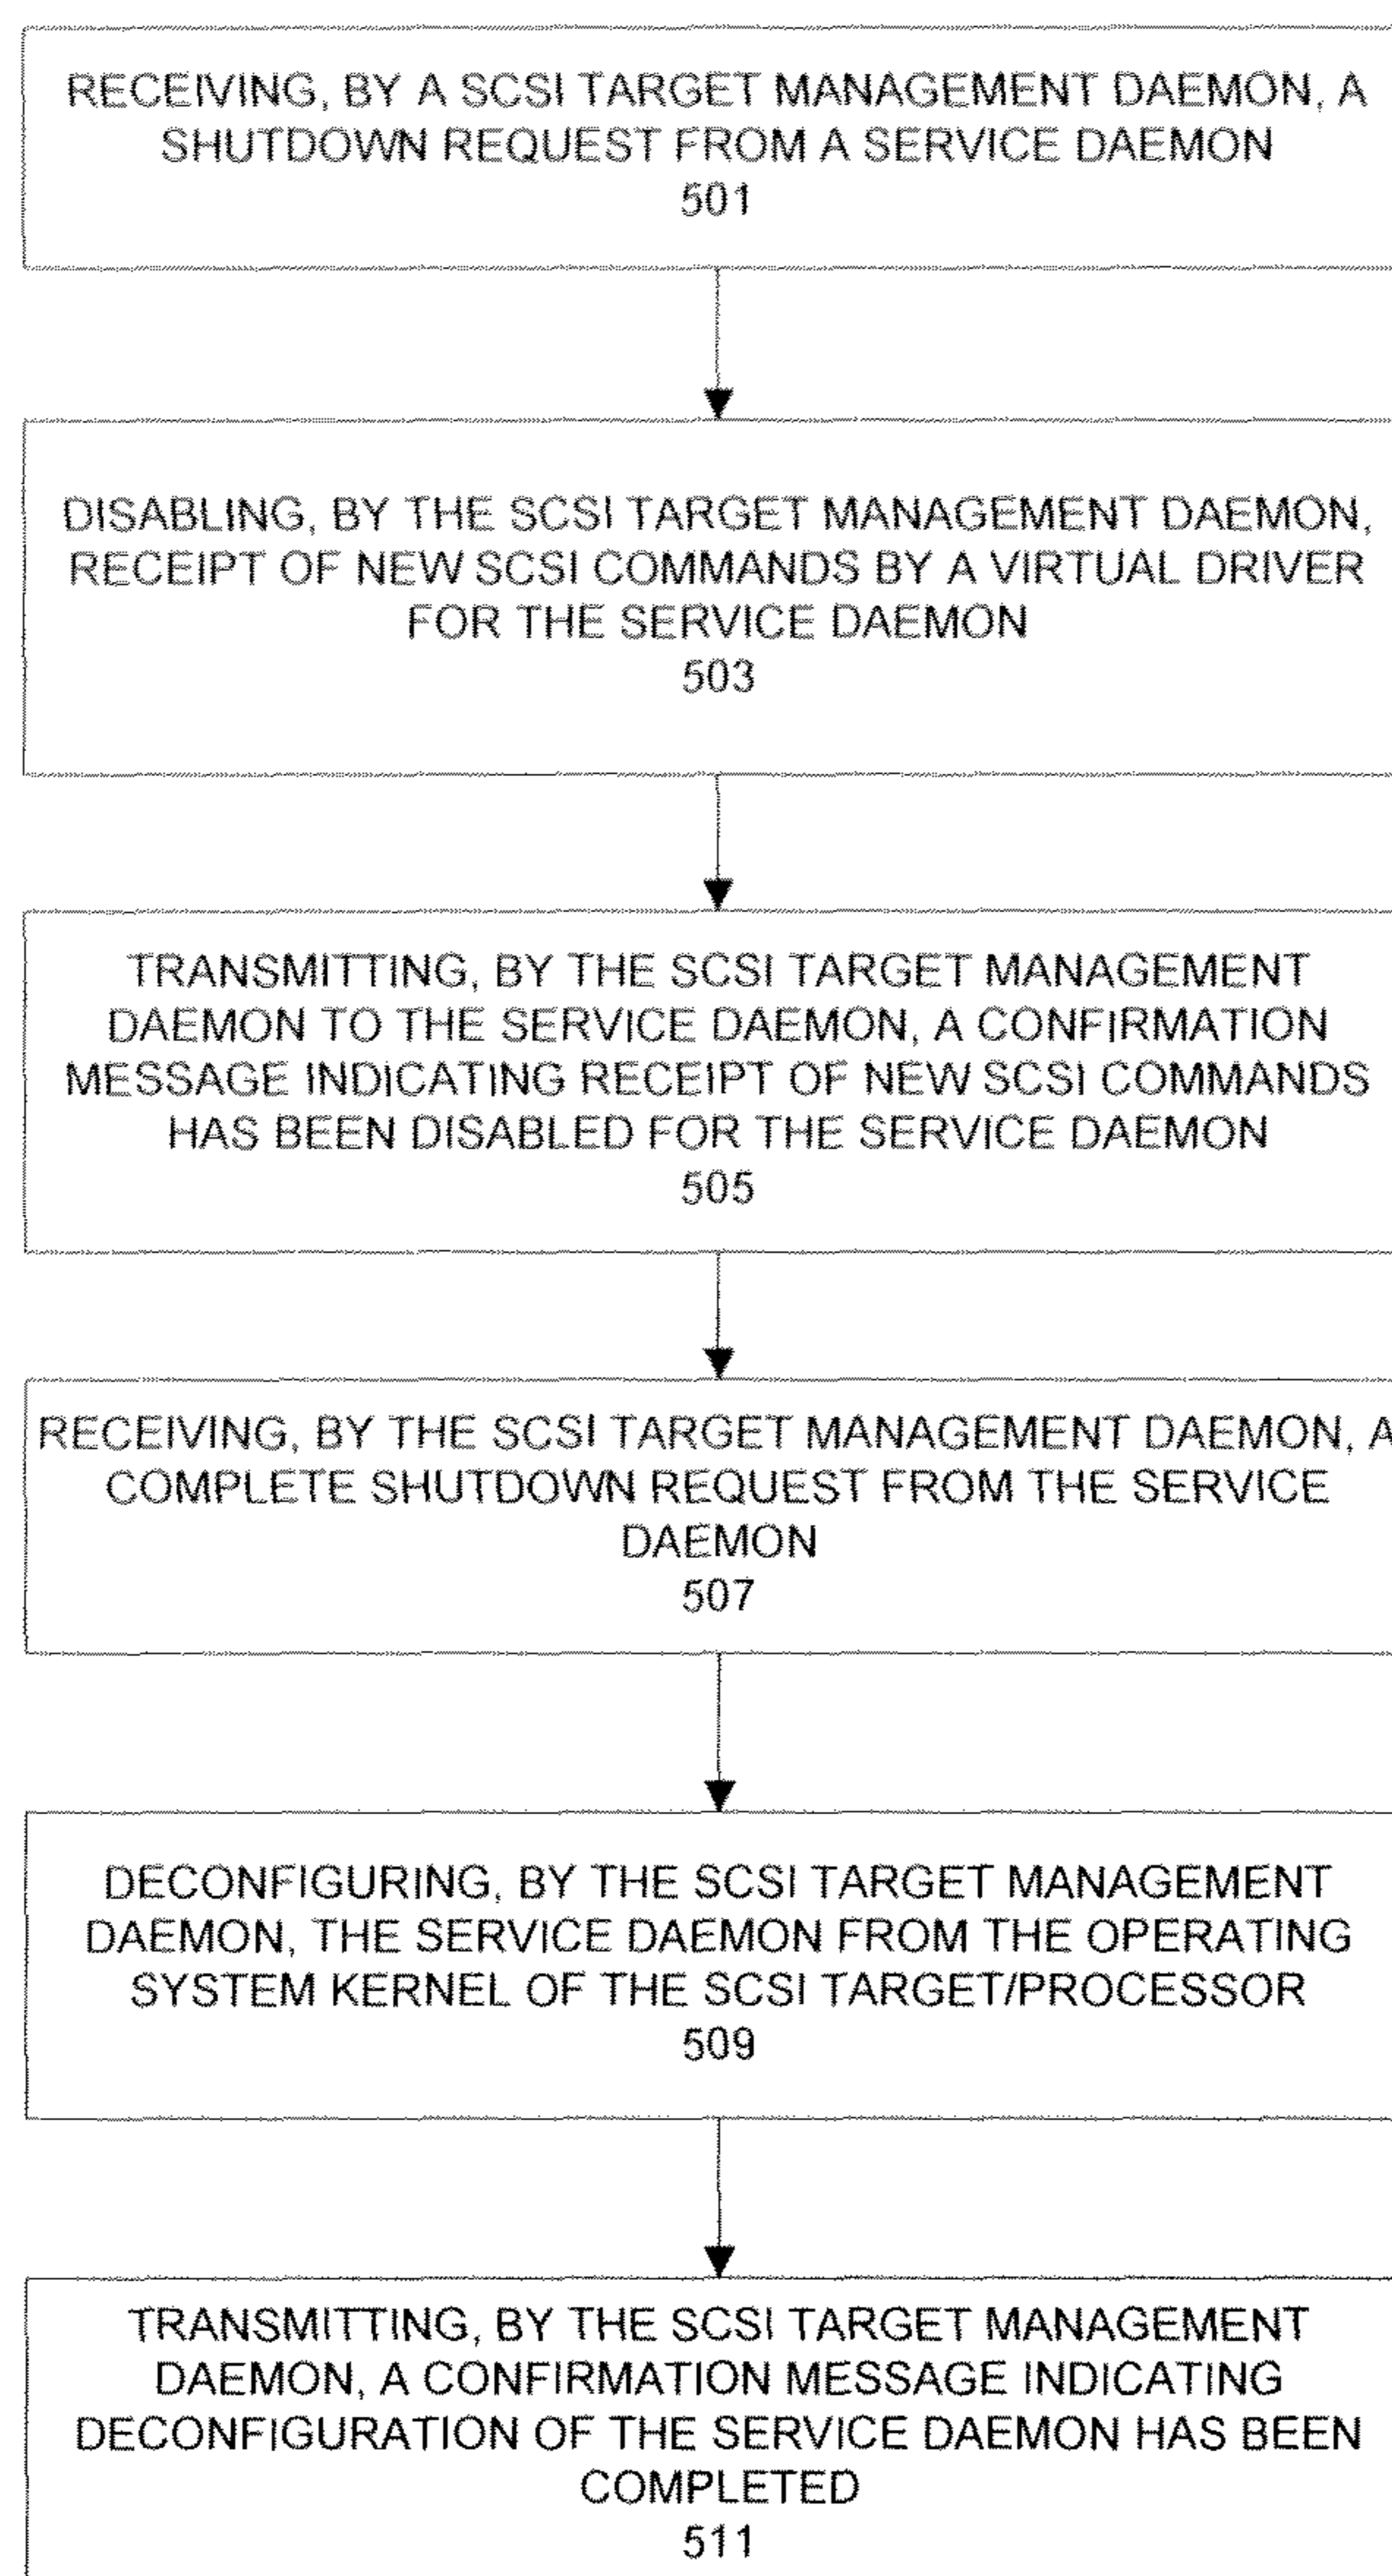 RECEIVING, BY A SCSI TARGET MANAGEMENT DAEMON, A
SHUTDOWN REQUEST FROM A SERVICE DAEMON
501
DISABLING, BY THE SCSI TARGET MANAGEMENT DAEMON,
RECEIPT OF NEW SCSI COMMANDS BY A VIRTUAL DRIVER
FOR THE SERVICE DAEMON
503
TRANSMITTING, BY THE SCSI TARGET MANAGEMENT
DAEMON TO THE SERVICE DAEMON, A CONFIRMATION
MESSAGE INDICATING RECEIPT OF NEW SCSI COMMANDS
HAS BEEN DISABLED FOR THE SERVICE DAEMON
505
RECEIVING, BY THE SCSI TARGET MANAGEMENT DAEMON, A
COMPLETE SHUTDOWN REQUEST FROM THE SERVICE
DAEMON
507
DECONFIGURING, BY THE SCSI TARGET MANAGEMENT
DAEMON, THE SERVICE DAEMON FROM THE OPERATING
SYSTEM KERNEL OF THE SCSI TARGET/PROCESSOR
509
TRANSMITTING, BY THE SCSI TARGET MANAGEMENT
DAEMON, A CONFIRMATION MESSAGE INDICATING
DECONFIGURATION OF THE SERVICE DAEMON HAS BEEN
COMPLETED
511